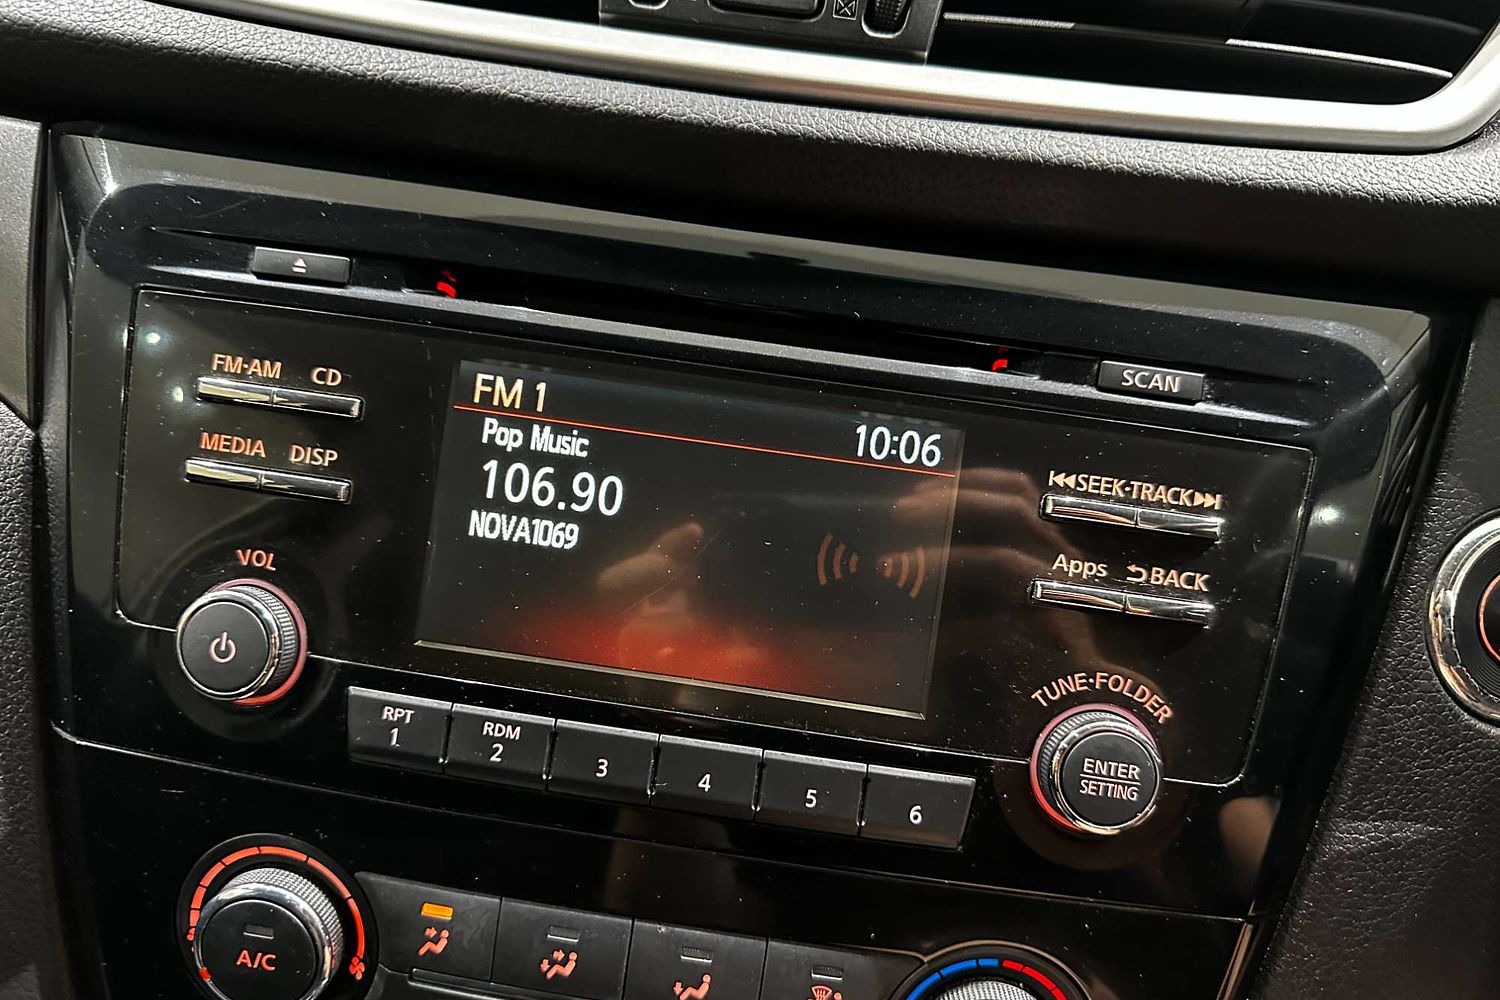 SCAN
FM·AM CD
MEDIA DISP
VOL
FM 1
10:06
Pop Music
106.90
NOVA1069
SEEK·TRACK
Apps BACK
TUNE·FOLDER
ENTER
SETTING
RPT
1
RDM
2
3
4
5
6
A/C